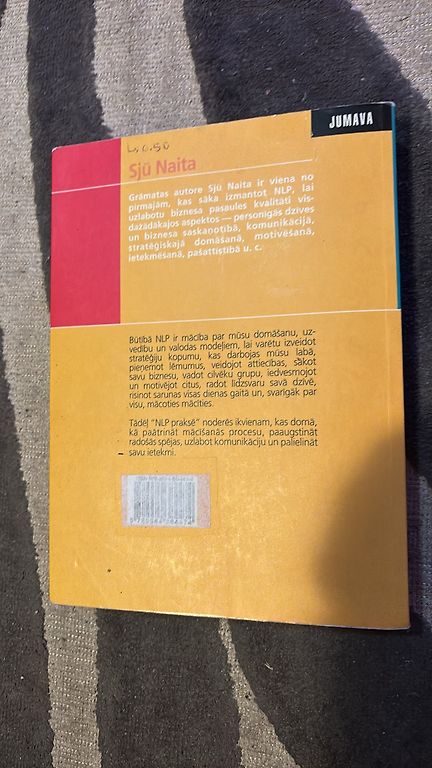 JUMAVA
Sjū Naita
Grāmatas autore Sjū Naita ir viena no
pirmajām, kas sāka izmantot NLP, lai
uzlabotu biznesa pasaules kvalitāti vis-
dažādākajos aspektos — personīgās dzīves
un biznesa saskaņotībā, komunikācijā,
stratēģiskajā domāšanā, motivēšanā,
ietekmēšanā, pašattīstībā u. c.
Būtībā NLP ir mācība par mūsu domāšanu, uz-
vedību un valodas modeļiem, lai varētu izveidot
stratēģiju kopumu, kas darbojas mūsu labā,
pieņemot lēmumus, veidojot attiecības, sākot
savu biznesu, vadot cilvēku grupu, iedvesmojot
un motivējot citus, radot līdzsvaru savā dzīvē,
risinot sarunas visas dienas gaitā un, svarīgāk par
visu, mācoties mācīties.
Tādēļ "NLP praksē" noderēs ikvienam, kas domā,
kā paātrināt mācīšanās procesu, paaugstināt
radošās spējas, uzlabot komunikāciju un palielināt
savu ietekmi.